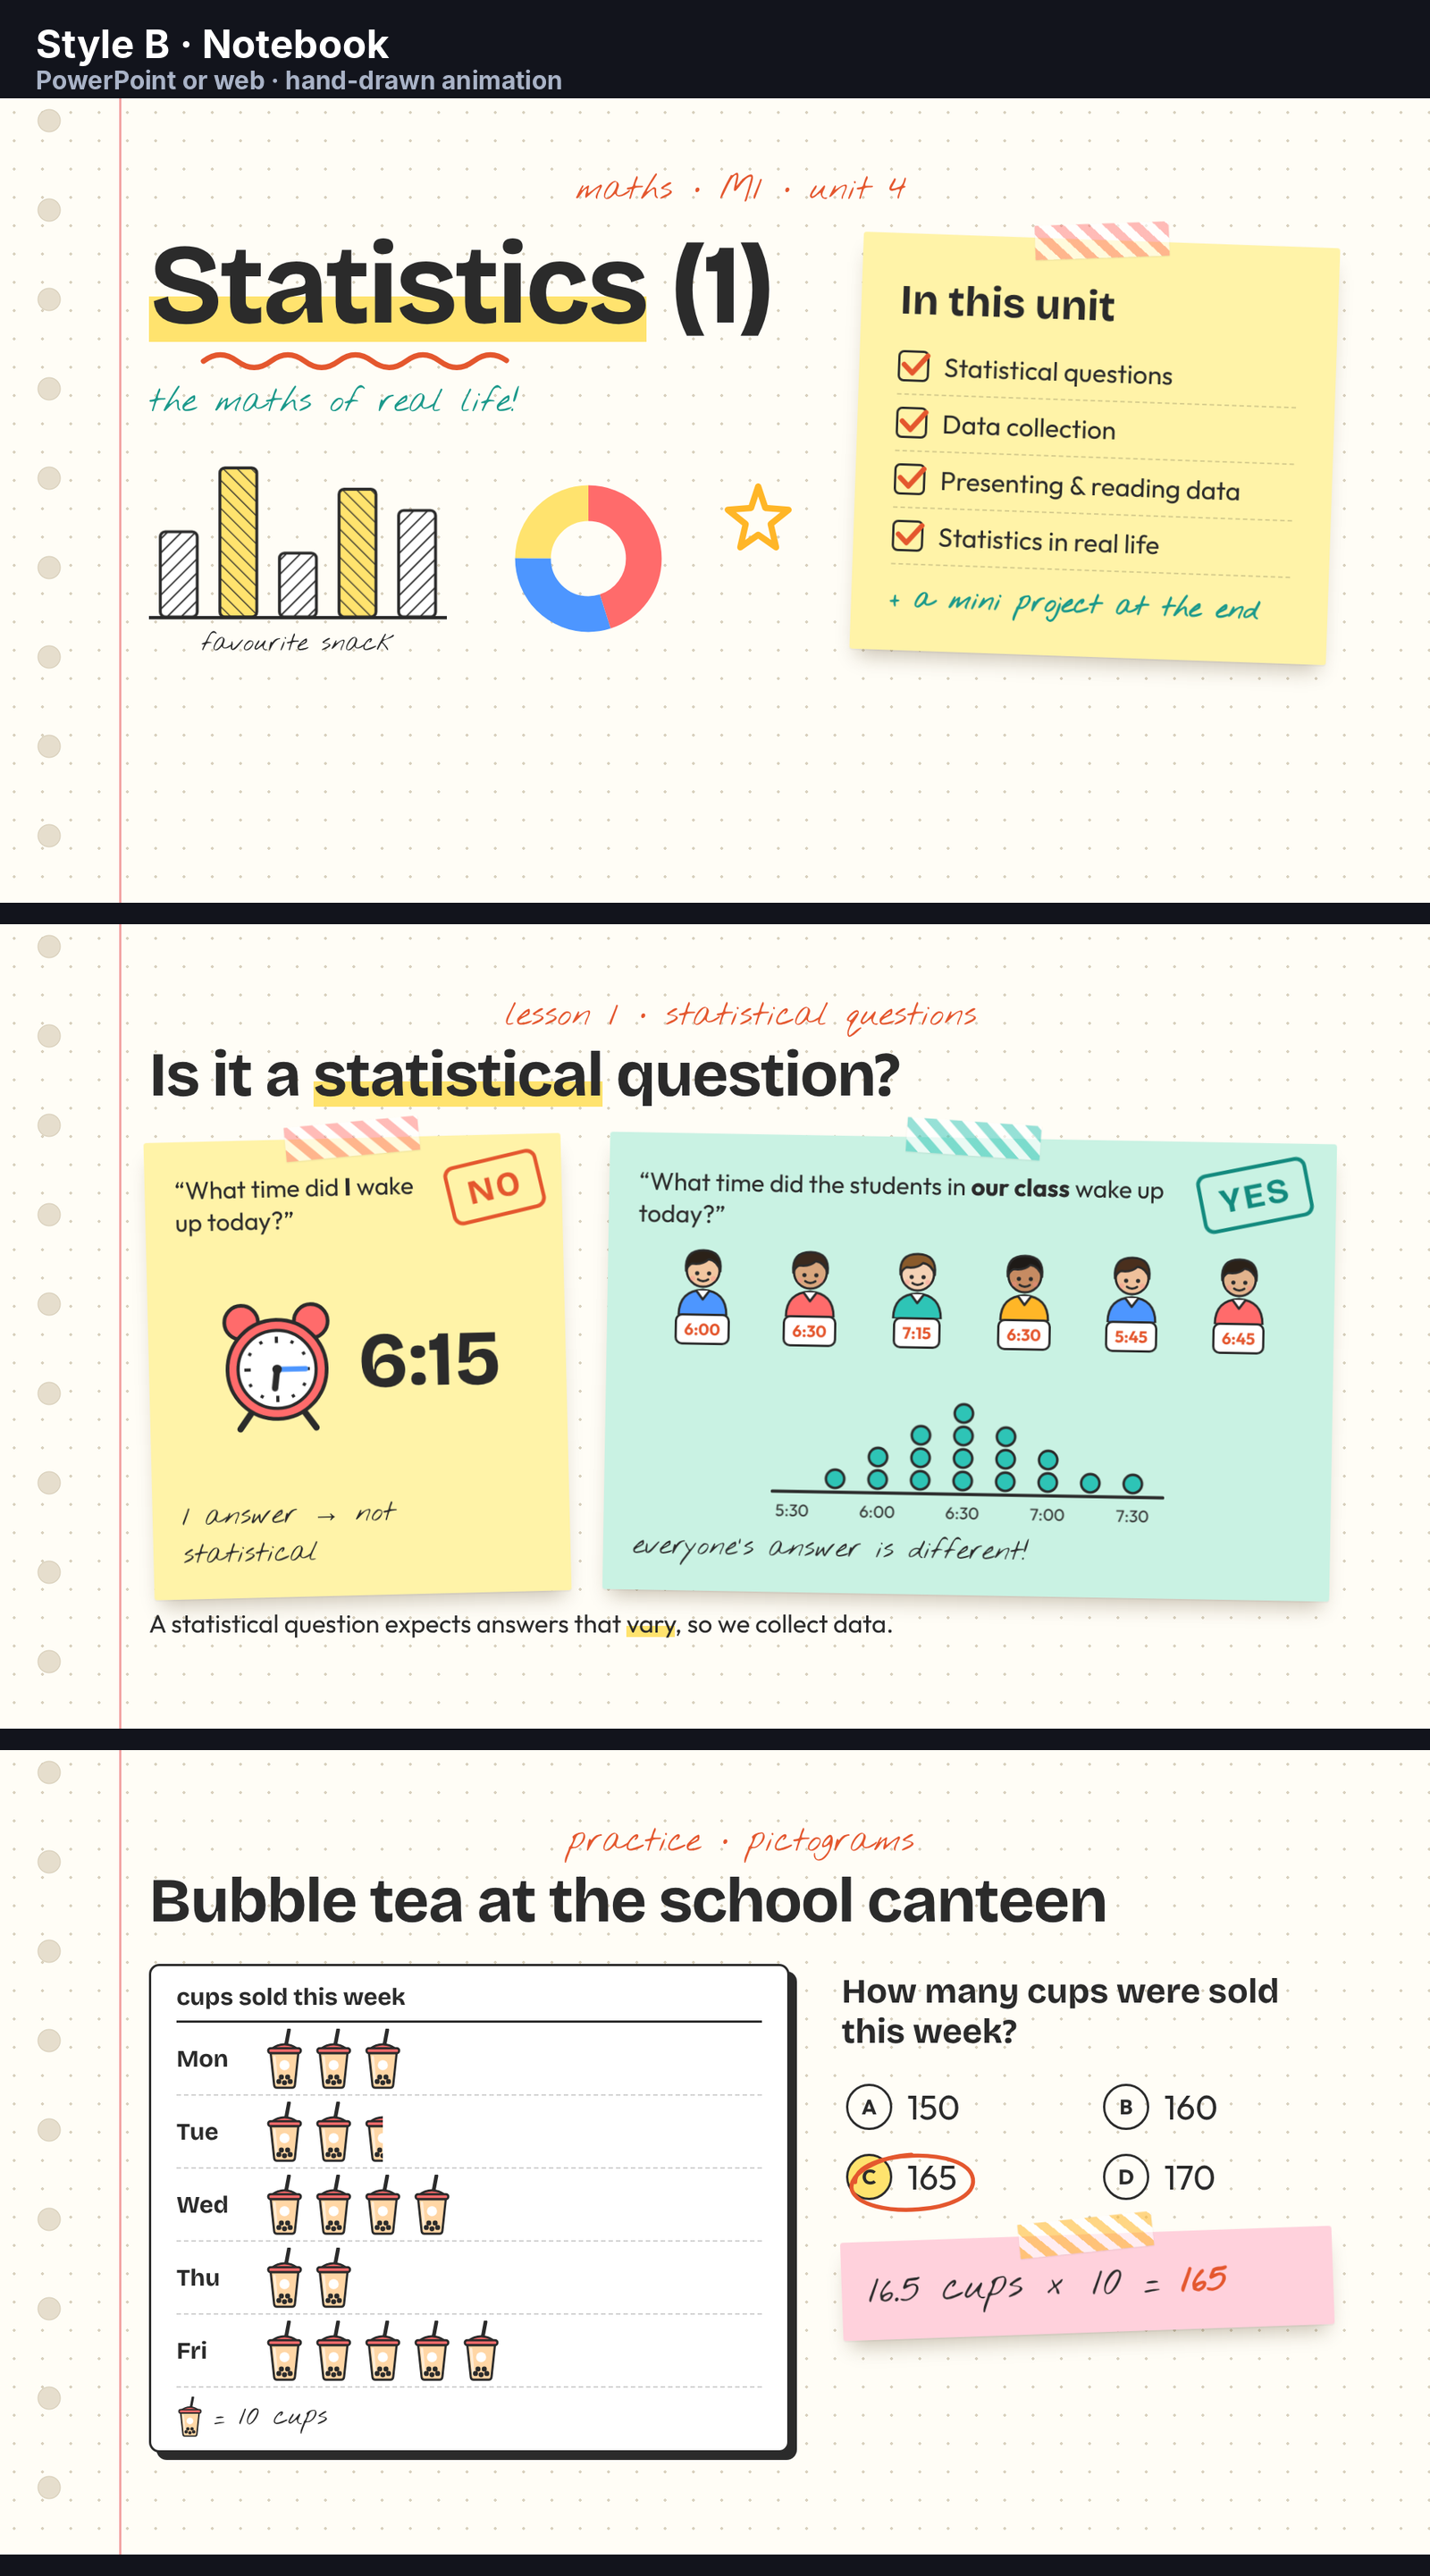 Style B · Notebook
PowerPoint or web · hand-drawn animation
maths · M1 · unit 4
Statistics (1)
the maths of real life!
favourite snack
In this unit
Statistical questions
Data collection
Presenting & reading data
Statistics in real life
+ a mini project at the end
lesson 1 · statistical questions
Is it a statistical question?
“What time did I wake
up today?”
NO
6:15
1 answer → not
statistical
“What time did the students in our class wake up
today?”
YES
6:00 6:30 7:15 6:30 5:45 6:45
5:30 6:00 6:30 7:00 7:30
everyone's answer is different!
A statistical question expects answers that vary, so we collect data.
practice · pictograms
Bubble tea at the school canteen
cups sold this week
Mon
Tue
Wed
Thu
Fri
= 10 cups
How many cups were sold
this week?
A 150 B 160
C 165 D 170
16.5 cups × 10 = 165